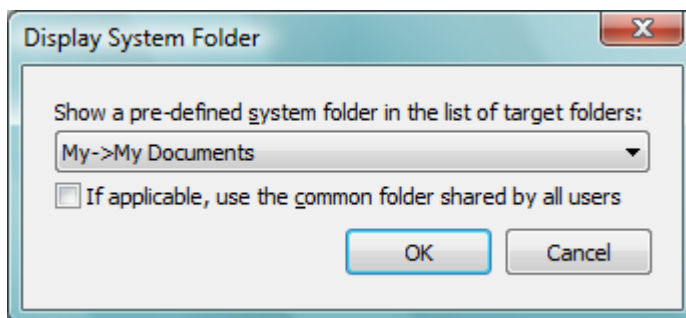 Display System Folder
Show a pre-defined system folder in the list of target folders:
My->My Documents
If applicable, use the common folder shared by all users
OK Cancel